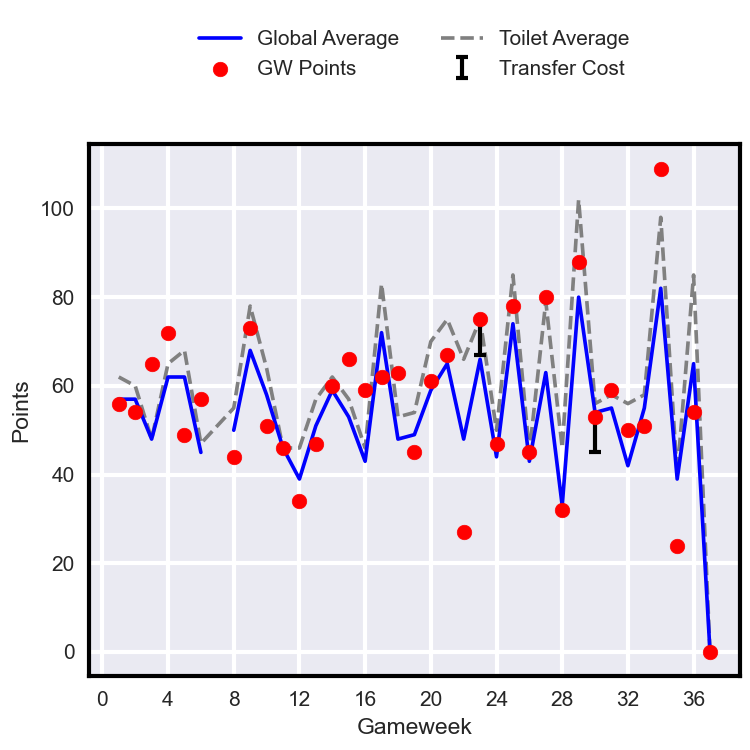 Global Average
Toilet Average
GW Points
Transfer Cost
100
80
60
40
20
0
Points
0 4 8 12 16 20 24 28 32 36
Gameweek